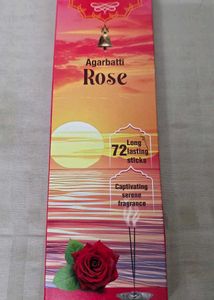 Agarbatti
Rose
72 Long lasting sticks
Captivating
serene
fragrance